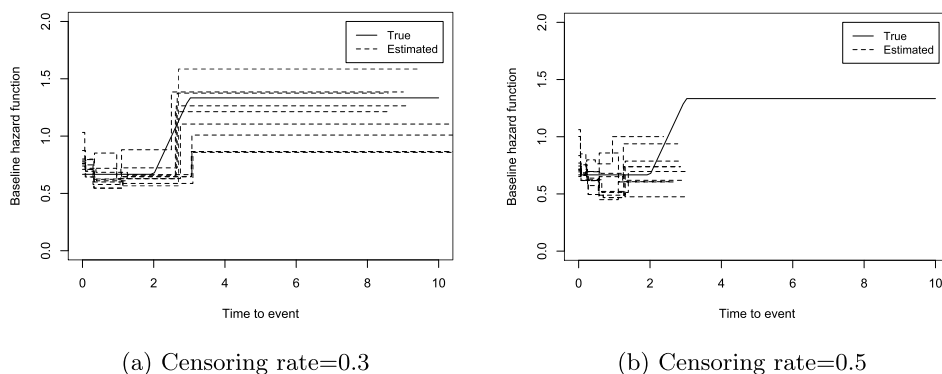 2.0
1.5
1.0
0.5
0.0
Baseline hazard function
True
Estimated
0 2 4 6 8 10
Time to event
(a) Censoring rate=0.3
2.0
1.5
1.0
0.5
0.0
Baseline hazard function
True
Estimated
0 2 4 6 8 10
Time to event
(b) Censoring rate=0.5